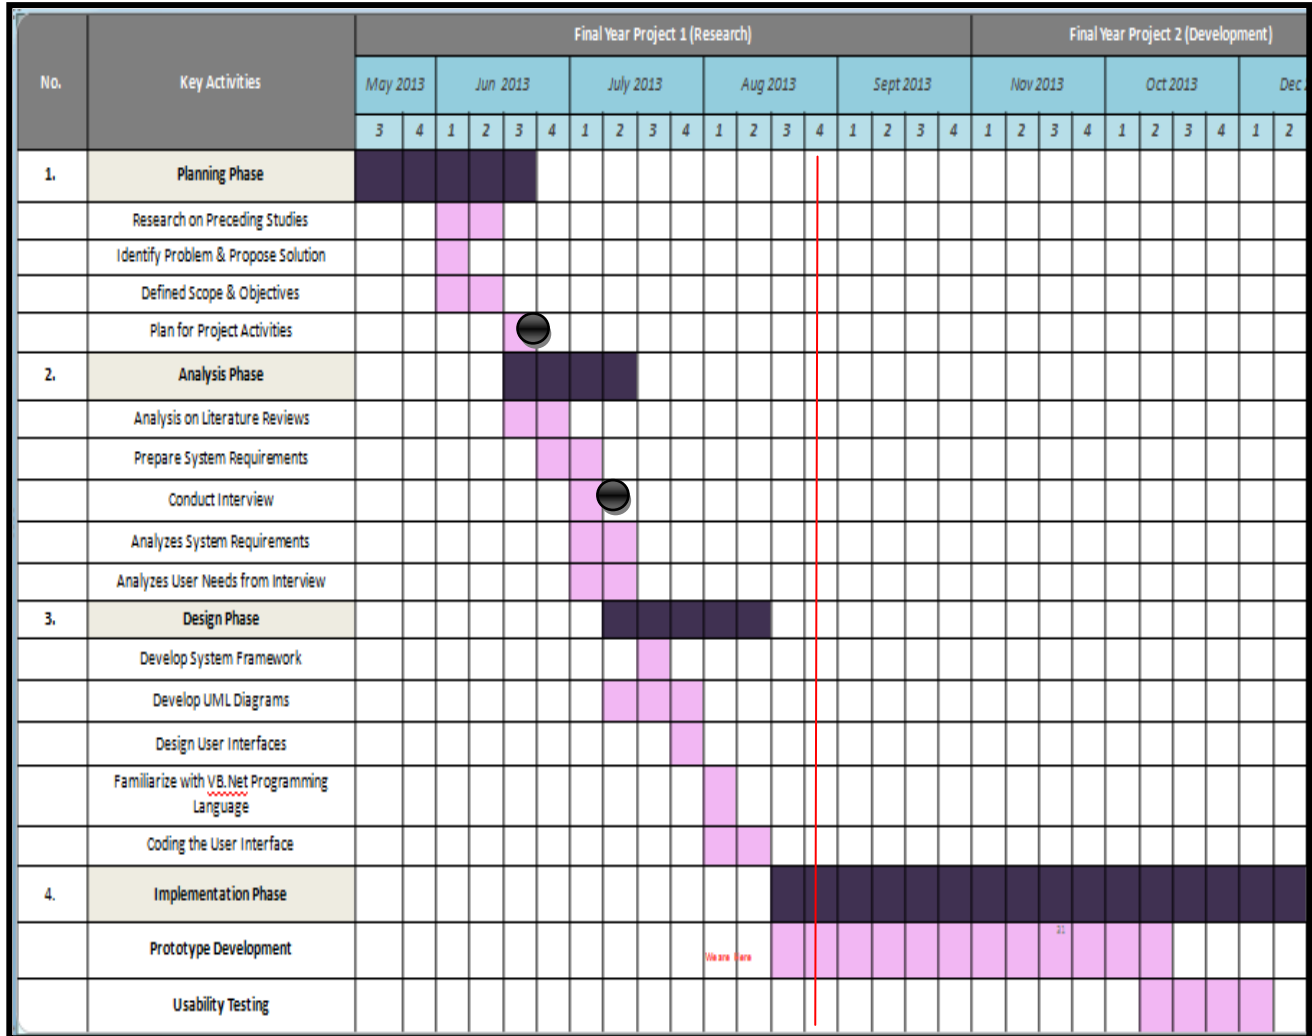 Final Year Project 1 (Research) Final Year Project 2 (Development)
No. Key Activities May 2013 Jun 2013 July 2013 Aug 2013 Sept 2013 Nov 2013 Oct 2013 Dec
3 4 1 2 3 4 1 2 3 4 1 2 3 4 1 2 3 4 1 2 3 4 1 2 3 4 1 2
1. Planning Phase
Research on Preceding Studies
Identify Problem & Propose Solution
Defined Scope & Objectives
Plan for Project Activities
2. Analysis Phase
Analysis on Literature Reviews
Prepare System Requirements
Conduct Interview
Analyzes System Requirements
Analyzes User Needs from Interview
3. Design Phase
Develop System Framework
Develop UML Diagrams
Design User Interfaces
Familiarize with VB.Net Programming
Language
Coding the User Interface
4. Implementation Phase
21
Prototype Development
We are Here
Usability Testing